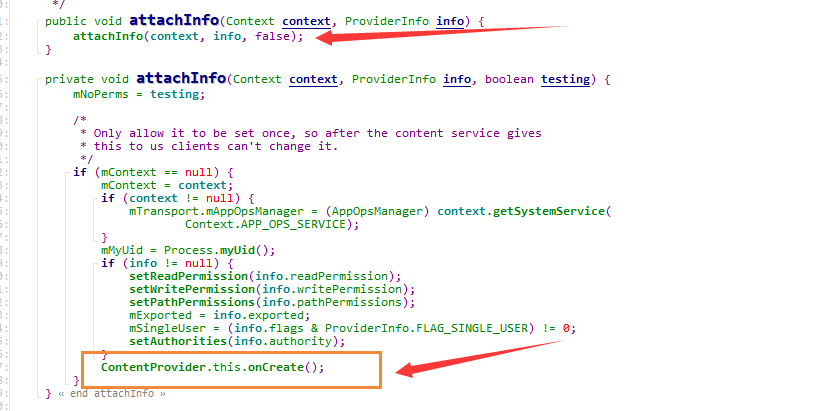 */
public void attachInfo(Context context, ProviderInfo info) {
attachInfo(context, info, false);
}
private void attachInfo(Context context, ProviderInfo info, boolean testing) {
mNoPerms = testing;
/*
* Only allow it to be set once, so after the content service gives
* this to us clients can't change it.
*/
if (mContext == null) {
mContext = context;
if (context != null) {
mTransport.mAppOpsManager = (AppOpsManager) context.getSystemService(
Context.APP_OPS_SERVICE);
}
mMyUid = Process.myUid();
if (info != null) {
setReadPermission(info.readPermission);
setWritePermission(info.writePermission);
setPathPermissions(info.pathPermissions);
mExported = info.exported;
mSingleUser = (info.flags & ProviderInfo.FLAG_SINGLE_USER) != 0;
setAuthorities(info.authority);
}
ContentProvider.this.onCreate();
}
} « end attachInfo »